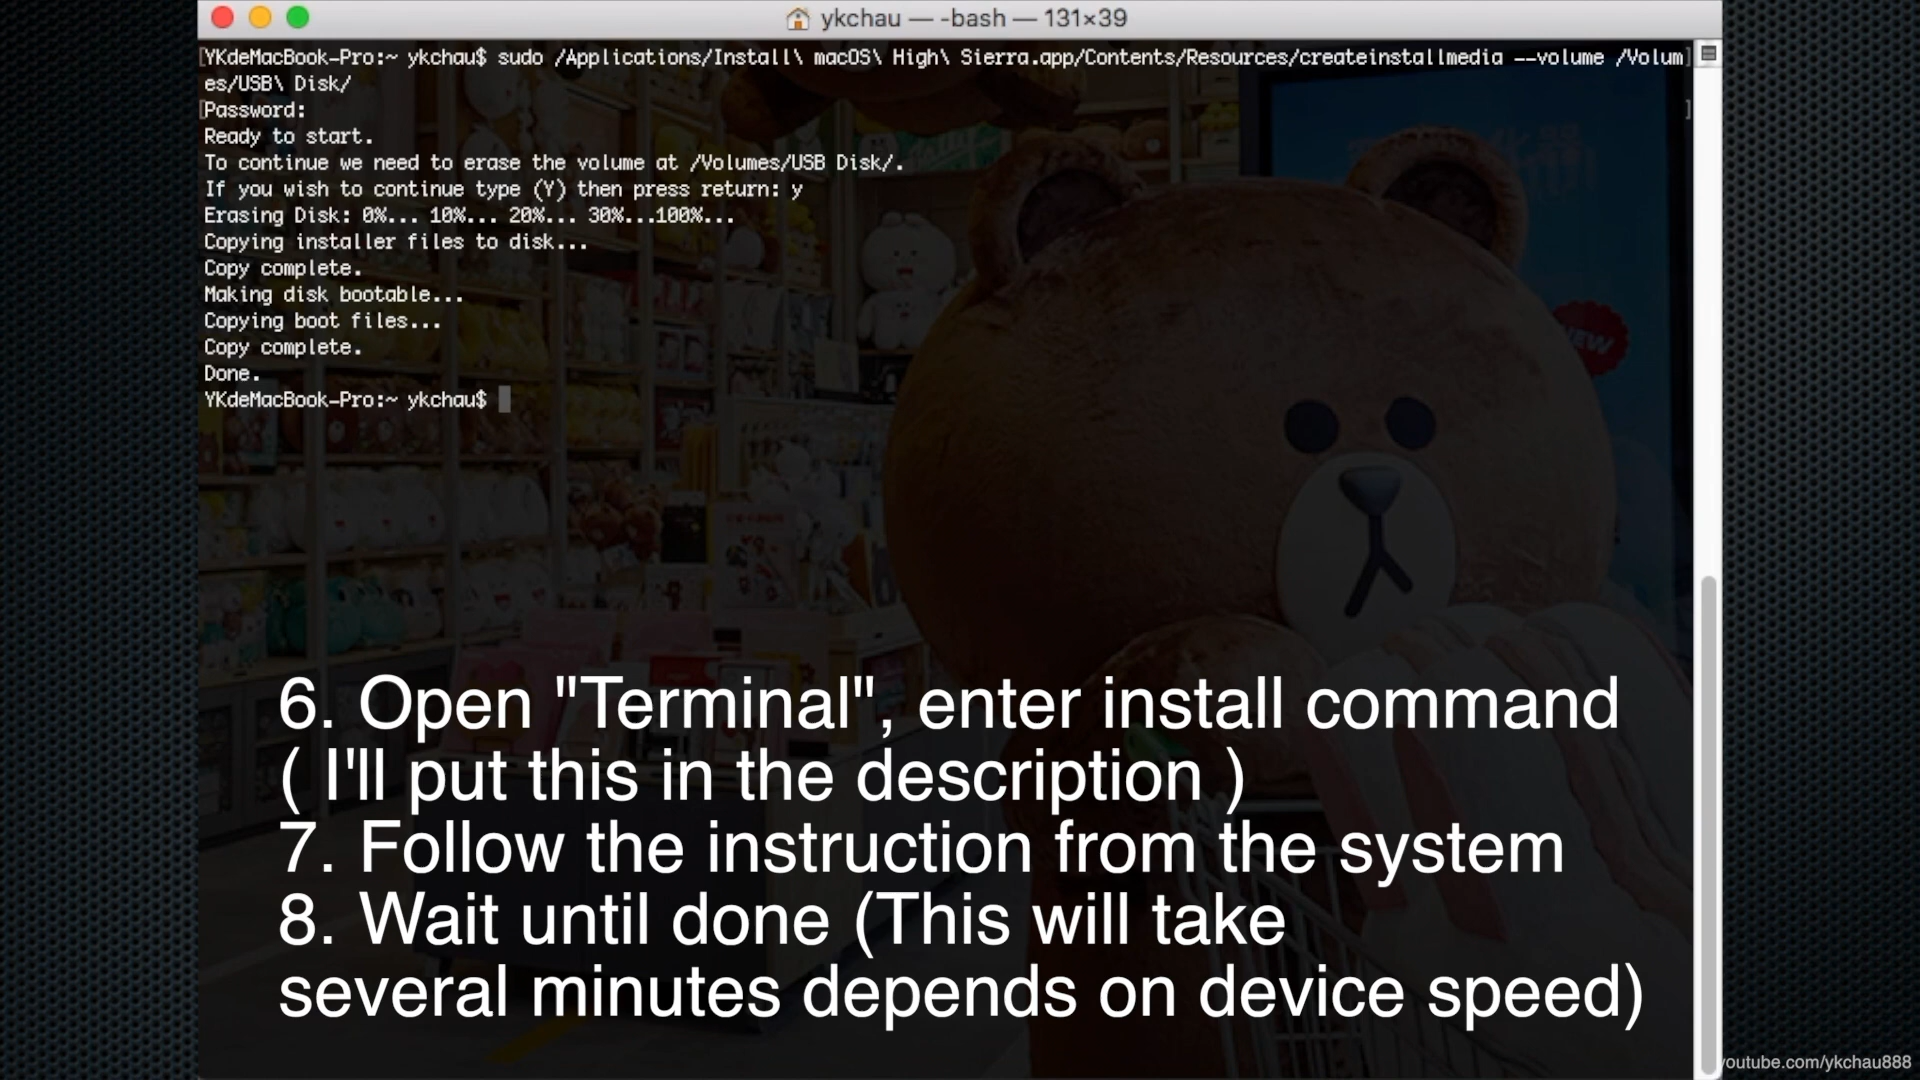 ykchau — -bash — 131×39
YKdeMacBook-Pro:~ ykchau$ sudo /Applications/Install\ macOS\ High\ Sierra.app/Contents/Resources/createinstallmedia --volume /Volum
es/USB\ Disk/
Password:
Ready to start.
To continue we need to erase the volume at /Volumes/USB Disk/.
If you wish to continue type (Y) then press return: y
Erasing Disk: 0%... 10%... 20%... 30%...100%...
Copying installer files to disk...
Copy complete.
Making disk bootable...
Copying boot files...
Copy complete.
Done.
YKdeMacBook-Pro:~ ykchau$
NEW
6. Open "Terminal", enter install command
( I'll put this in the description )
7. Follow the instruction from the system
8. Wait until done (This will take
several minutes depends on device speed)
youtube.com/ykchau888